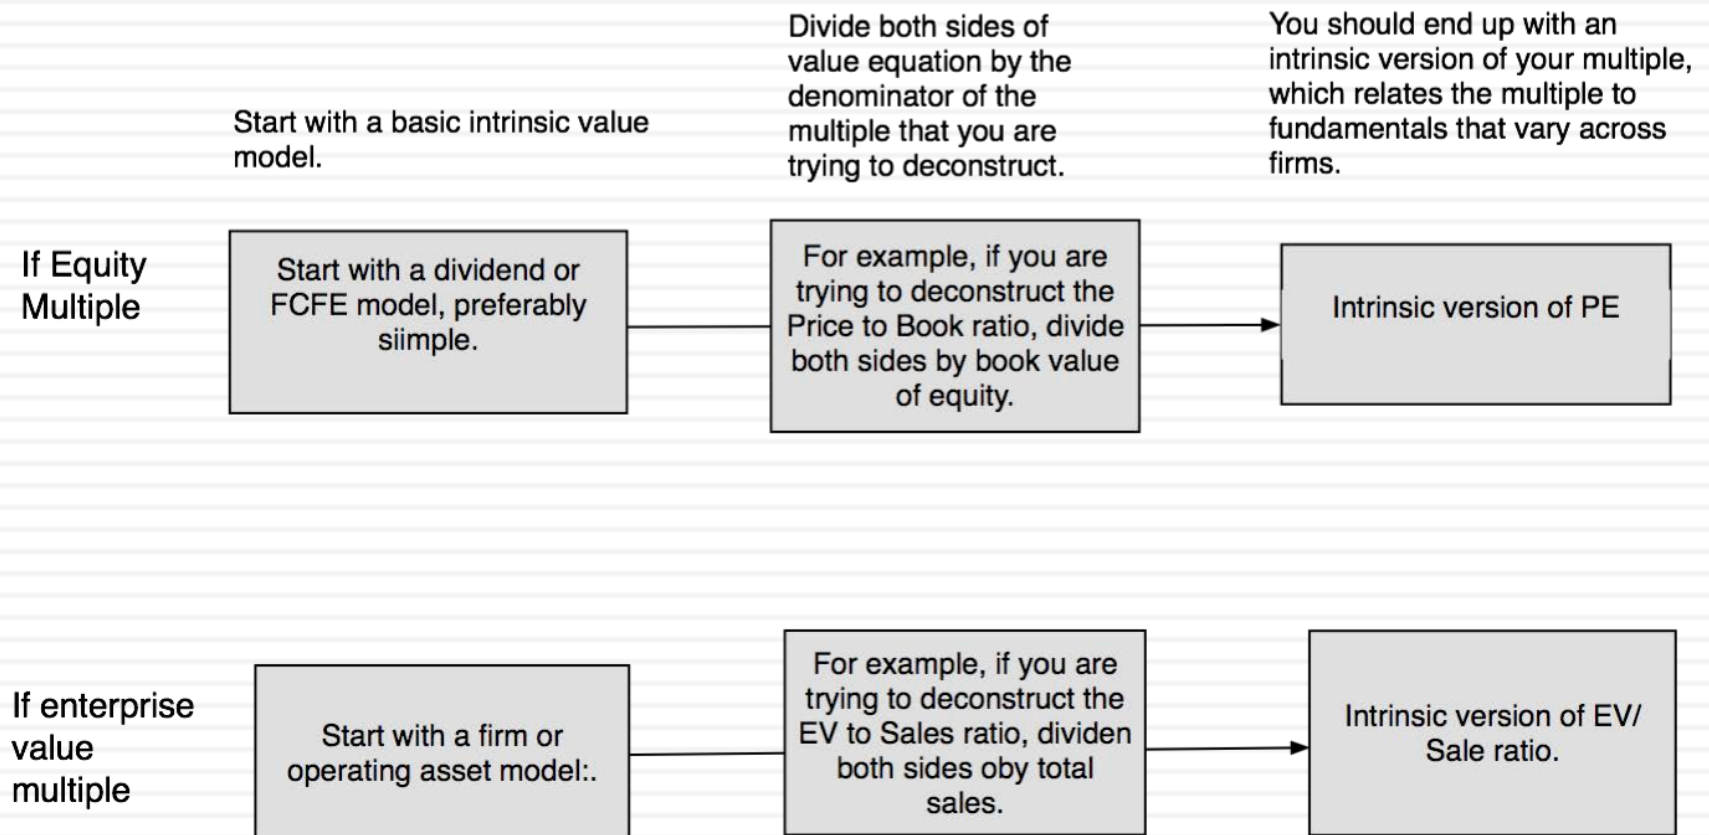 Start with a basic intrinsic value
model.
Divide both sides of
value equation by the
denominator of the
multiple that you are
trying to deconstruct.
You should end up with an
intrinsic version of your multiple,
which relates the multiple to
fundamentals that vary across
firms.
If Equity
Multiple
Start with a dividend or
FCFE model, preferably
siimple.
For example, if you are
trying to deconstruct the
Price to Book ratio, divide
both sides by book value
of equity.
Intrinsic version of PE
If enterprise
value
multiple
Start with a firm or
operating asset model:.
For example, if you are
trying to deconstruct the
EV to Sales ratio, dividen
both sides oby total
sales.
Intrinsic version of EV/
Sale ratio.